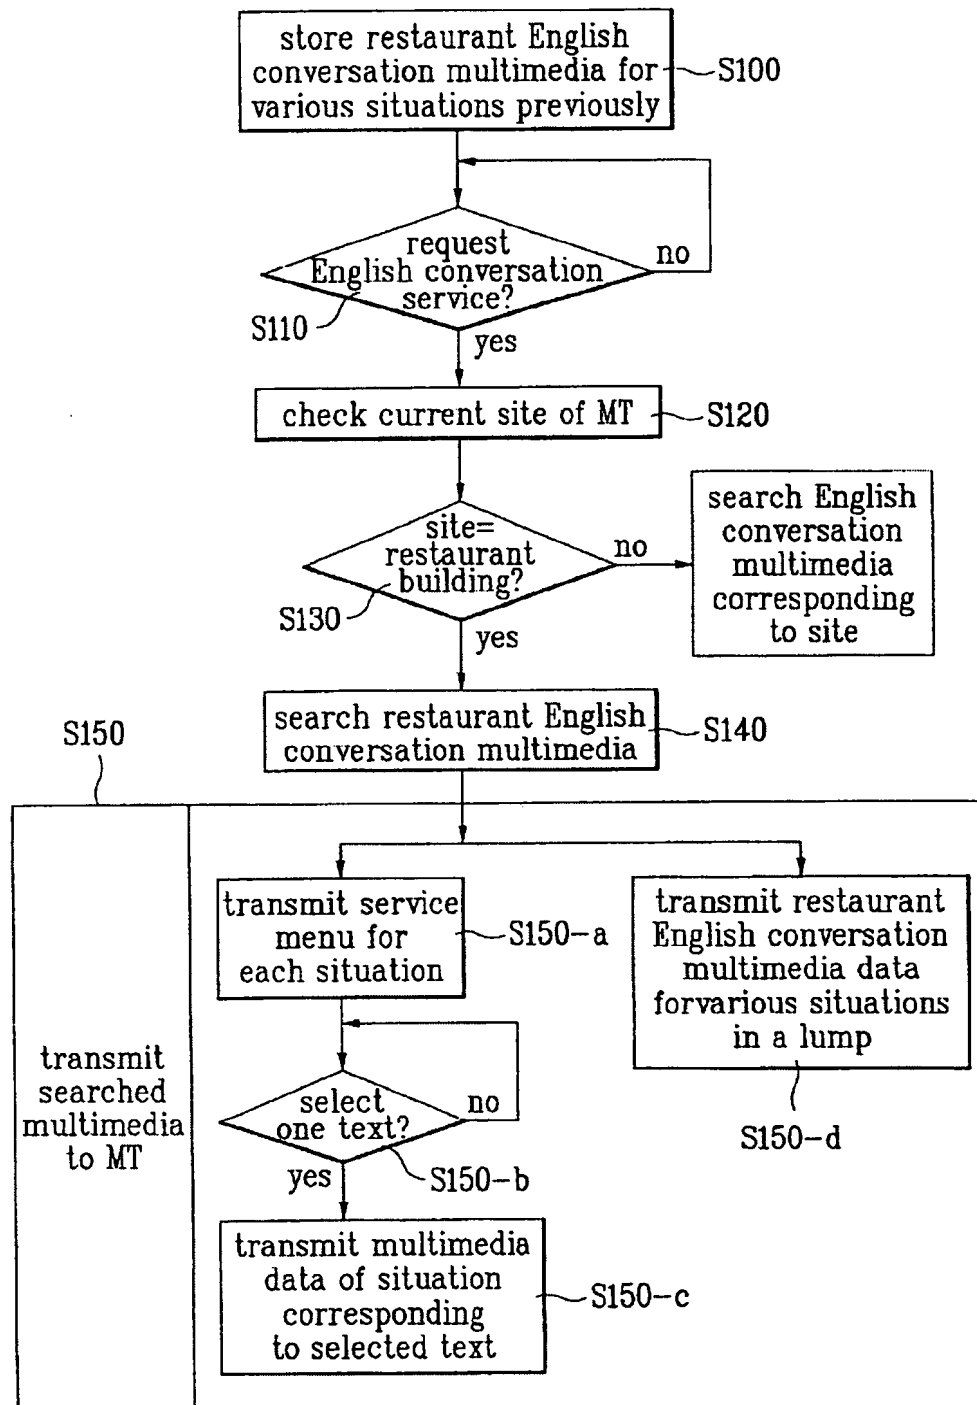 store restaurant English
conversation multimedia for
various situations previously
S100
request
English conversation
service?
no
S110
yes
check current site of MT
S120
site=
restaurant
building?
no
S130
yes
search English
conversation
multimedia
corresponding
to site
search restaurant English
conversation multimedia
S140
S150
transmit
searched
multimedia
to MT
transmit service
menu for
each situation
S150-a
select
one text?
no
S150-b
yes
transmit multimedia
data of situation
corresponding
to selected text
S150-c
transmit restaurant
English conversation
multimedia data
forvarious situations
in a lump
S150-d